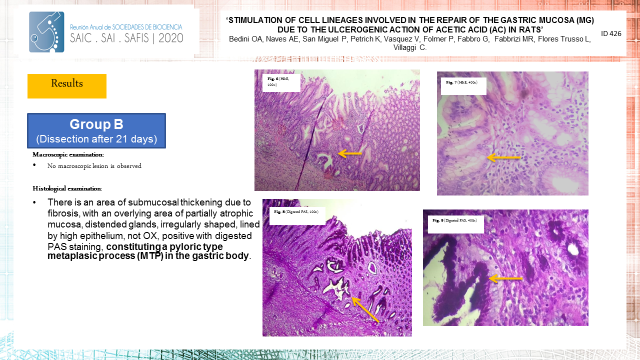 Reunión Anual de SOCIEDADES DE BIOCIENCIA
SAIC . SAI . SAFIS | 2020
‘STIMULATION OF CELL LINEAGES INVOLVED IN THE REPAIR OF THE GASTRIC MUCOSA (MG)
DUE TO THE ULCEROGENIC ACTION OF ACETIC ACID (AC) IN RATS’
Bedini OA, Naves AE, San Miguel P, Petrich K, Vasquez V, Folmer P, Fabbro G, Fabbrizi MR, Flores Trusso L,
Villaggi C.
ID 426
Results
Group B
(Dissection after 21 days)
Macroscopic examination:
• No macroscopic lesion is observed
Histological examination:
• There is an area of submucosal thickening due to
fibrosis, with an overlying area of partially atrophic
mucosa, distended glands, irregularly shaped, lined
by high epithelium, not OX, positive with digested
PAS staining, constituting a pyloric type
metaplasic process (MTP) in the gastric body.
Fig. 6 (H&E,
100x)
Fig. 7 (H&E, 400x)
Fig. 8 (Digested PAS, 100x)
Fig. 9 (Digested PAS, 400x)